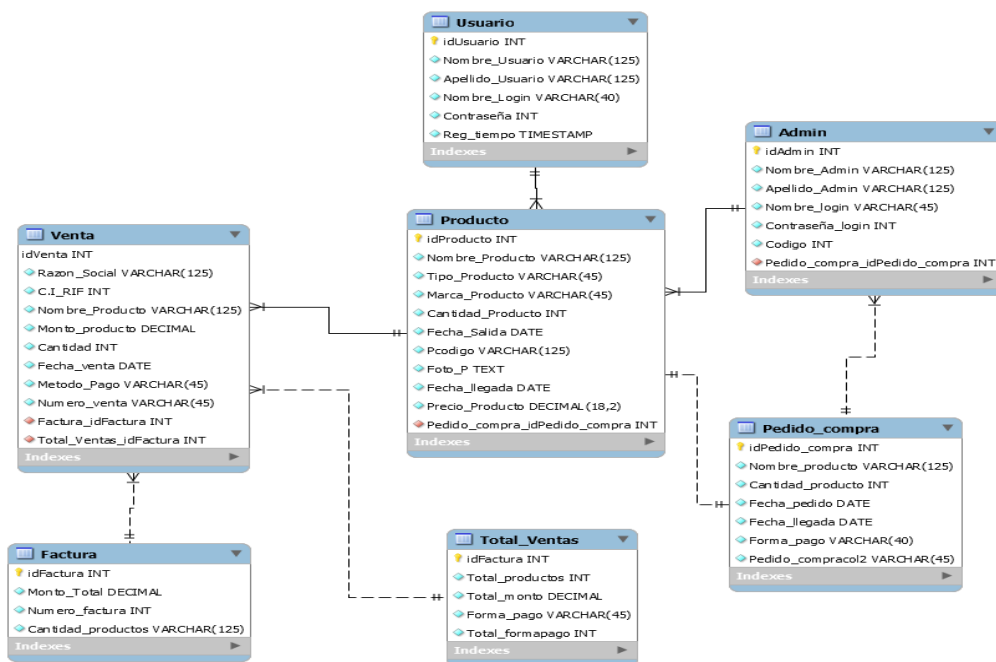 Usuario
idUsuario INT
Nombre_Usuario VARCHAR(125)
Apellido_Usuario VARCHAR(125)
Nombre_Login VARCHAR(40)
Contraseña INT
Reg_tiempo TIMESTAMP
Indexes
Admin
idAdmin INT
Nombre_Admin VARCHAR(125)
Apellido_Admin VARCHAR(125)
Nombre_login VARCHAR(45)
Contraseña_login INT
Codigo INT
Pedido_compra_idPedido_compra INT
Indexes
Venta
idVenta INT
Razon_Social VARCHAR(125)
C.I_RIF INT
Nombre_Producto VARCHAR(125)
Monto_producto DECIMAL
Cantidad INT
Fecha_venta DATE
Metodo_Pago VARCHAR(45)
Numero_venta VARCHAR(45)
Factura_idFactura INT
Total_Ventas_idFactura INT
Indexes
Producto
idProducto INT
Nombre_Producto VARCHAR(125)
Tipo_Producto VARCHAR(45)
Marca_Producto VARCHAR(45)
Cantidad_Producto INT
Fecha_Salida DATE
Pcodigo VARCHAR(125)
Foto_P TEXT
Fecha_llegada DATE
Precio_Producto DECIMAL(18,2)
Pedido_compra_idPedido_compra INT
Indexes
Pedido_compra
idPedido_compra INT
Nombre_producto VARCHAR(125)
Cantidad_producto INT
Fecha_pedido DATE
Fecha_llegada DATE
Forma_pago VARCHAR(40)
Pedido_compracol2 VARCHAR(45)
Indexes
Factura
idFactura INT
Monto_Total DECIMAL
Numero_factura INT
Cantidad_productos VARCHAR(125)
Indexes
Total_Ventas
idFactura INT
Total_productos INT
Total_monto DECIMAL
Forma_pago VARCHAR(45)
Total_formapago INT
Indexes